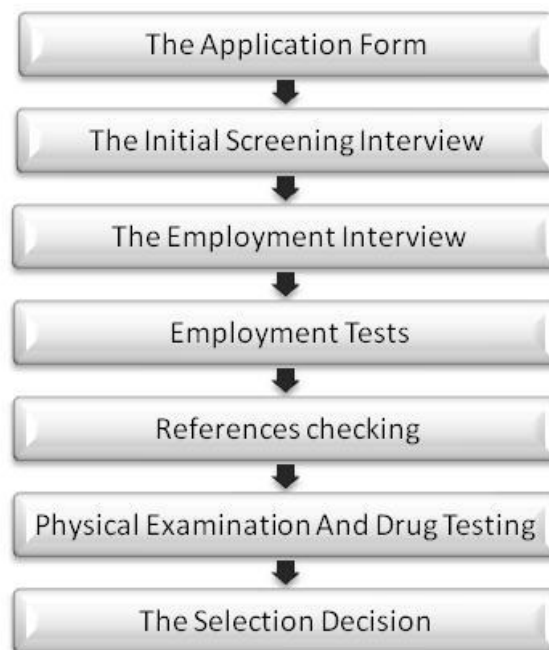 The Application Form
The Initial Screening Interview
The Employment Interview
Employment Tests
References checking
Physical Examination And Drug Testing
The Selection Decision